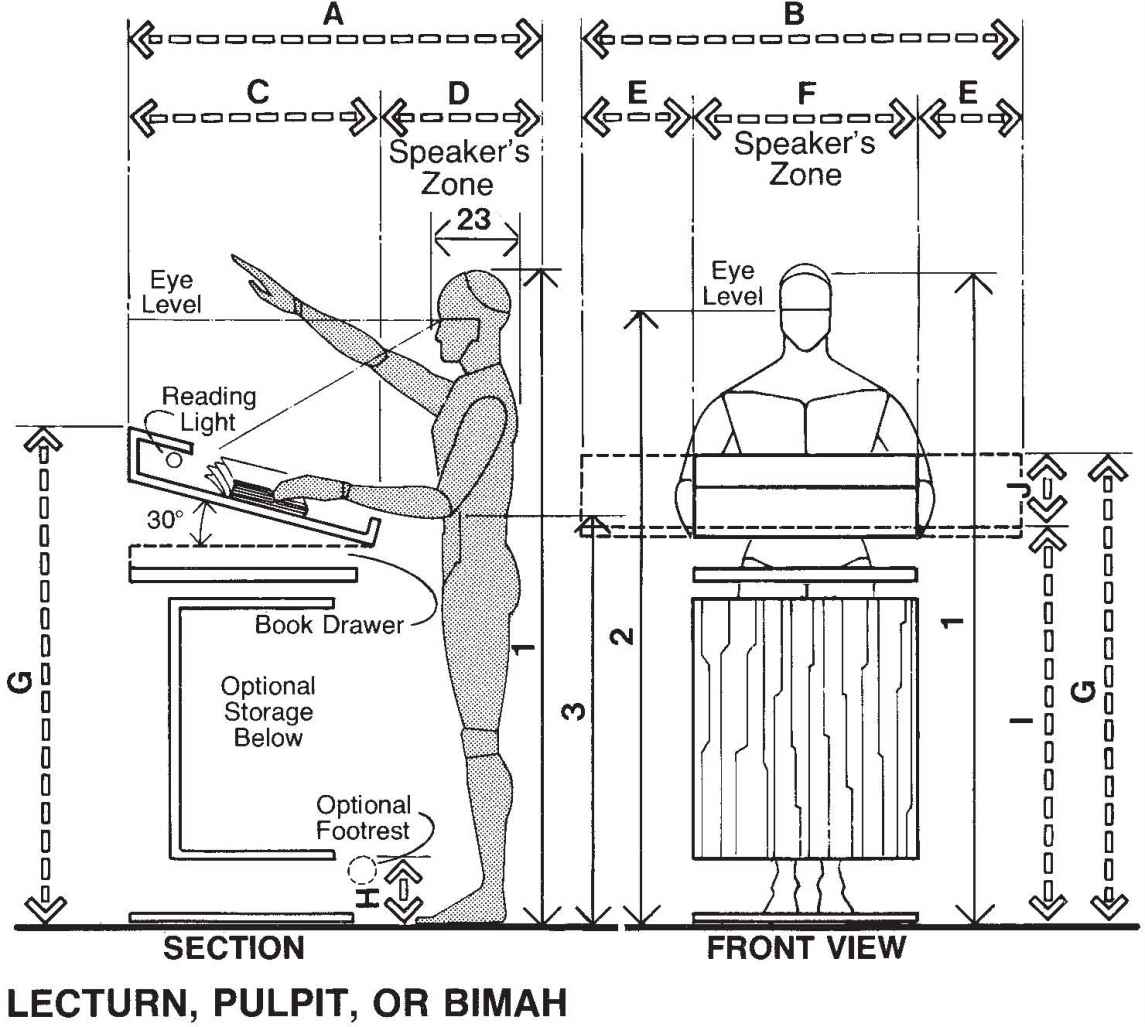 A
B
C
D
E
F
E
Speaker's
Zone
Speaker's
Zone
23
Eye
Level
Eye
Level
Reading
Light
30°
J
Book Drawer
G
1
2
3
1
I
G
Optional
Storage
Below
Optional
Footrest
H
SECTION
FRONT VIEW
LECTURN, PULPIT, OR BIMAH